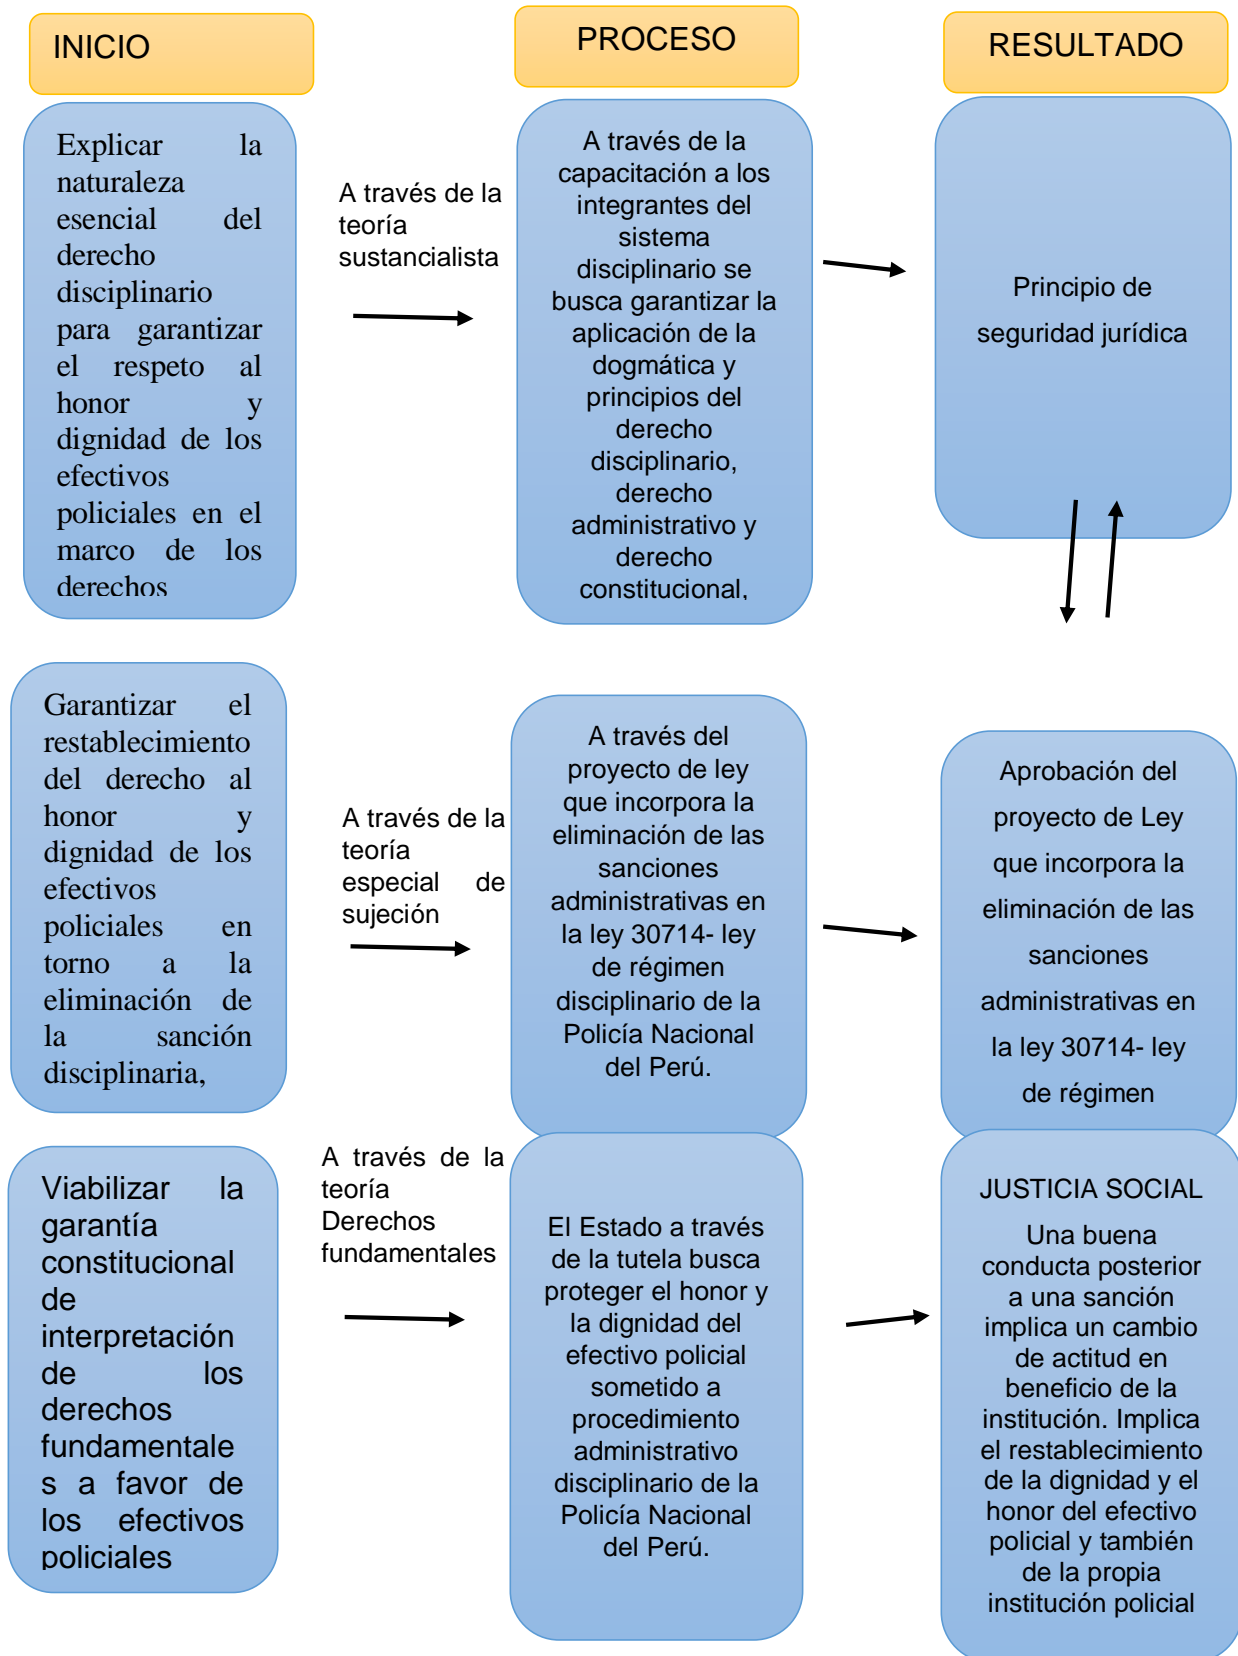 INICIO
PROCESO
RESULTADO
Explicar la
naturaleza
esencial del
derecho
disciplinario
para garantizar
el respeto al
honor y
dignidad de los
efectivos
policiales en el
marco de los
derechos
A través de la
teoría
sustancialista
A través de la
capacitación a los
integrantes del
sistema
disciplinario se
busca garantizar la
aplicación de la
dogmática y
principios del
derecho
disciplinario,
derecho
administrativo y
derecho
constitucional,
Principio de
seguridad jurídica
Garantizar el
restablecimiento
del derecho al
honor y
dignidad de los
efectivos
policiales en
torno a la
eliminación de
la sanción
disciplinaria,
A través de la
teoría
especial de
sujeción
A través del
proyecto de ley
que incorpora la
eliminación de las
sanciones
administrativas en
la ley 30714- ley
de régimen
disciplinario de la
Policía Nacional
del Perú.
Aprobación del
proyecto de Ley
que incorpora la
eliminación de las
sanciones
administrativas en
la ley 30714- ley
de régimen
Viabilizar la
garantía
constitucional
de
interpretación
de los
derechos
fundamentale
s a favor de
los efectivos
policiales
A través de la
teoría
Derechos
fundamentales
El Estado a través
de la tutela busca
proteger el honor y
la dignidad del
efectivo policial
sometido a
procedimiento
administrativo
disciplinario de la
Policía Nacional
del Perú.
JUSTICIA SOCIAL
Una buena
conducta posterior
a una sanción
implica un cambio
de actitud en
beneficio de la
institución. Implica
el restablecimiento
de la dignidad y el
honor del efectivo
policial y también
de la propia
institución policial